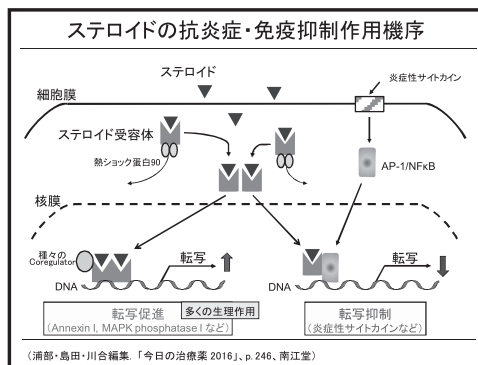 ステロイドの抗炎症・免疫抑制作用機序
ステロイド
炎症性サイトカイン
細胞膜
ステロイド受容体
熱ショック蛋白90
AP-1/NFκB
核膜
種々の
Coregulator
転写
転写
DNA
DNA
転写促進
多くの生理作用
(Annexin I, MAPK phosphatase Iなど)
転写抑制
(炎症性サイトカインなど)
(浦部・島田・川合編集.「今日の治療薬 2016」、p.246、南江堂)